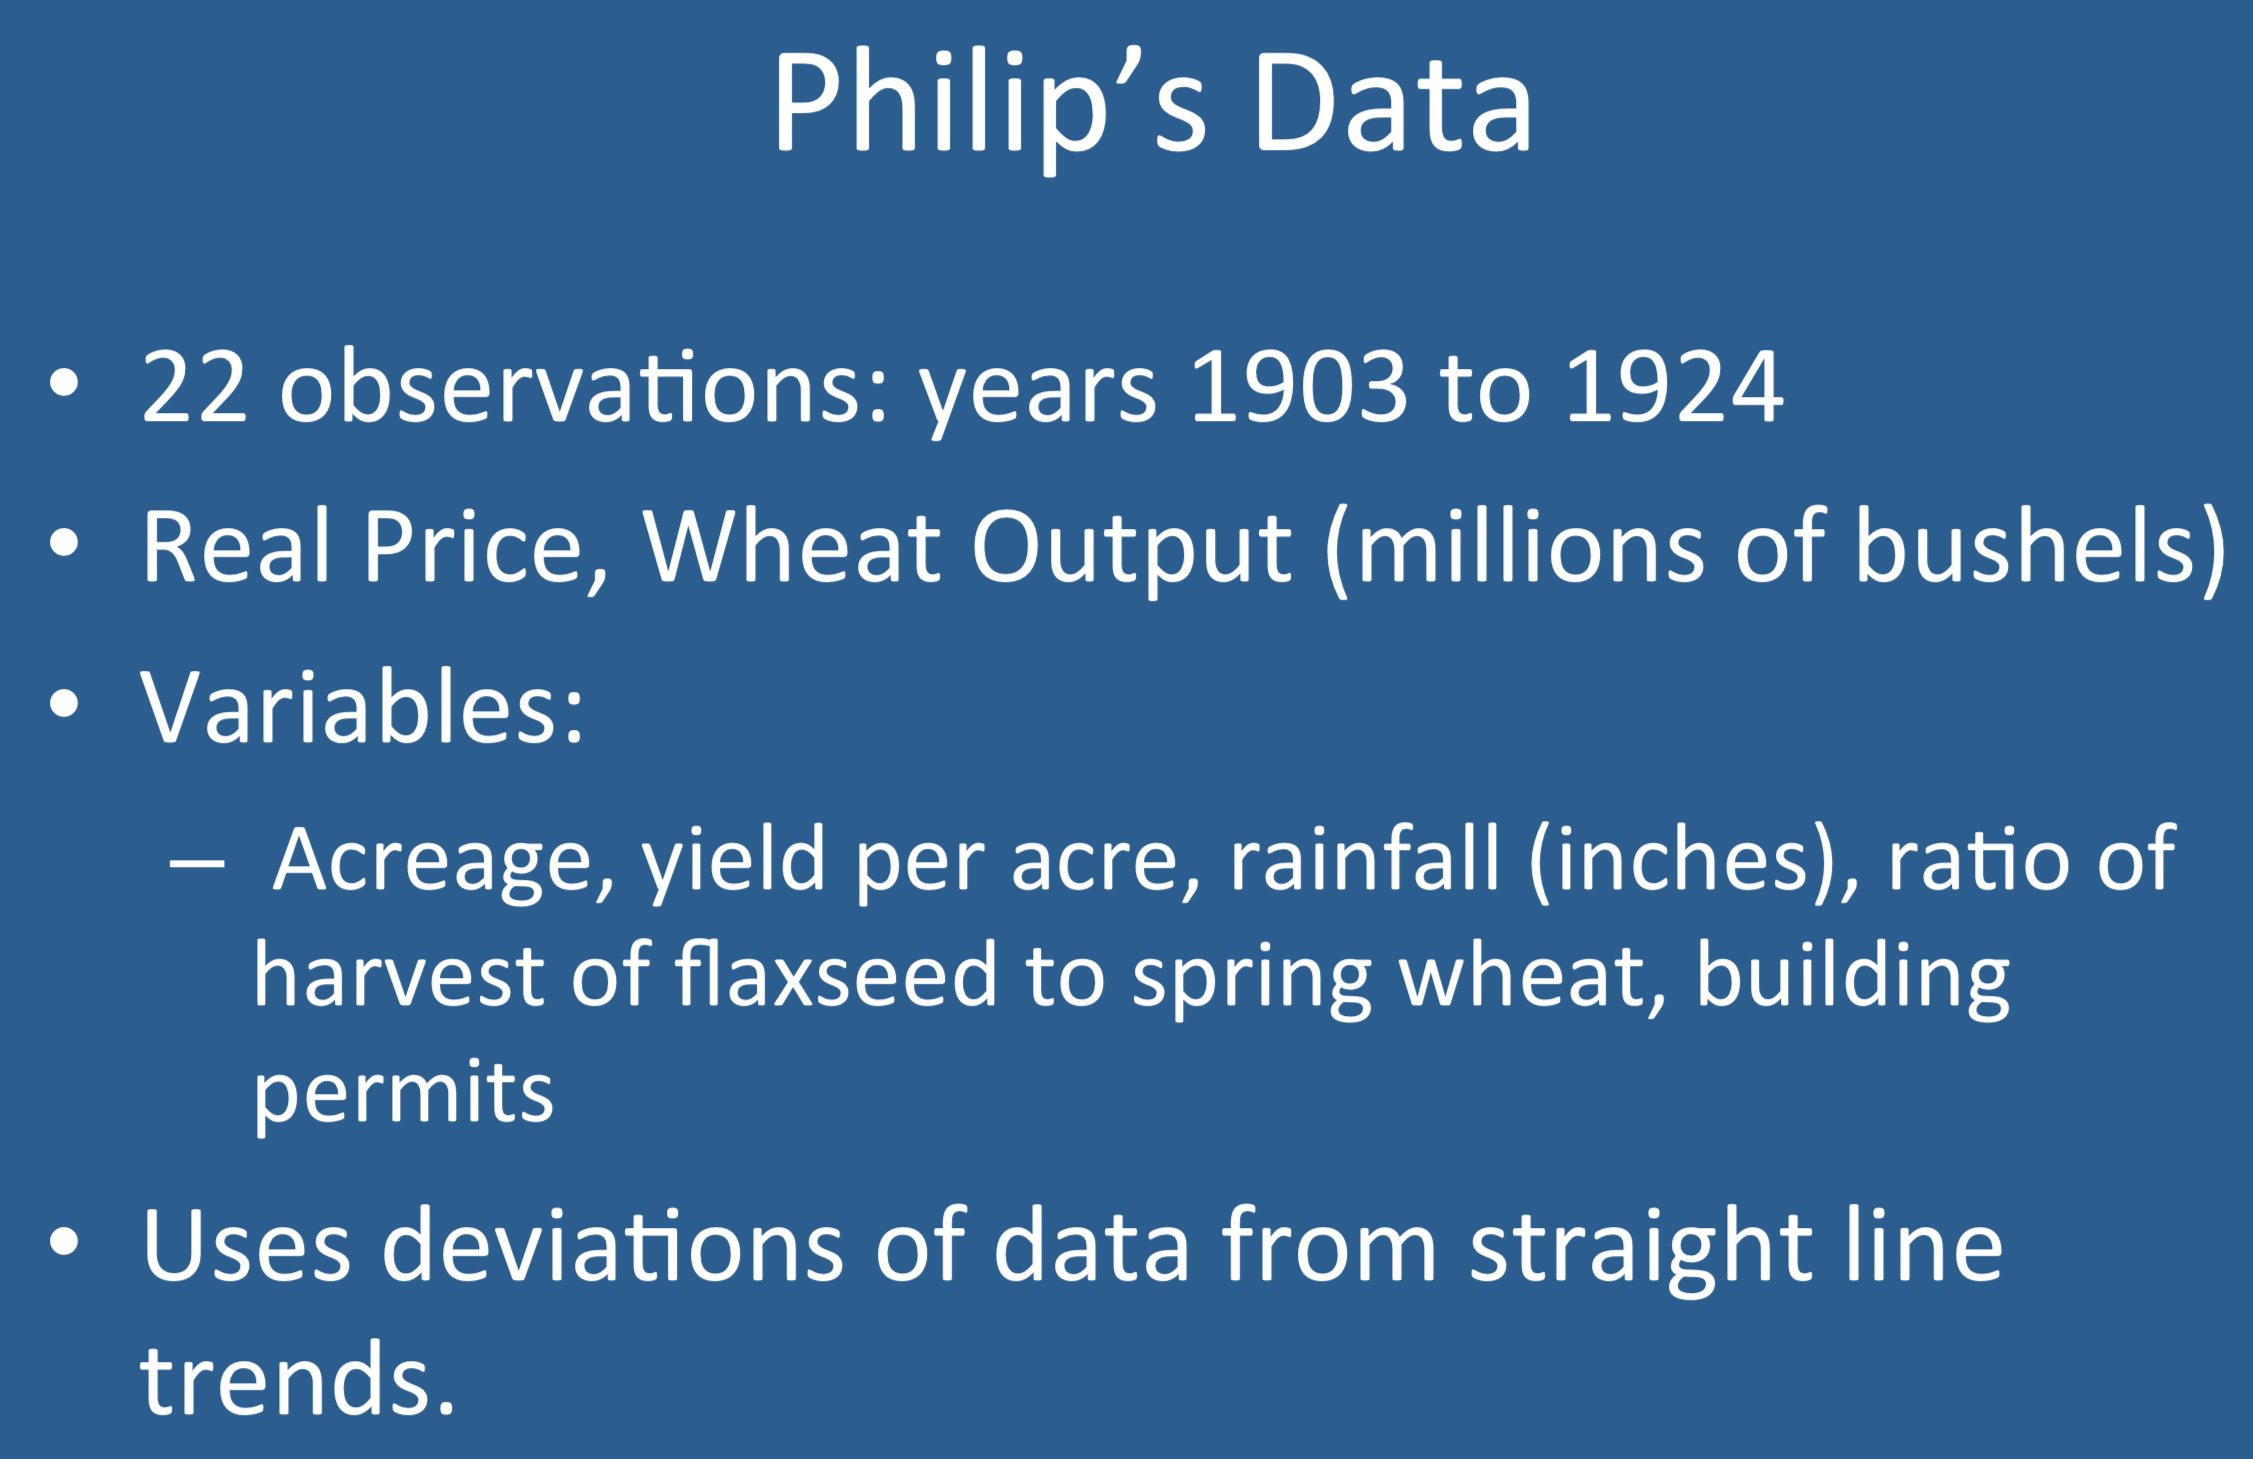 Philip’s Data
• 22 observations: years 1903 to 1924
• Real Price, Wheat Output (millions of bushels)
• Variables:
– Acreage, yield per acre, rainfall (inches), ratio of
harvest of flaxseed to spring wheat, building
permits
• Uses deviations of data from straight line
trends.